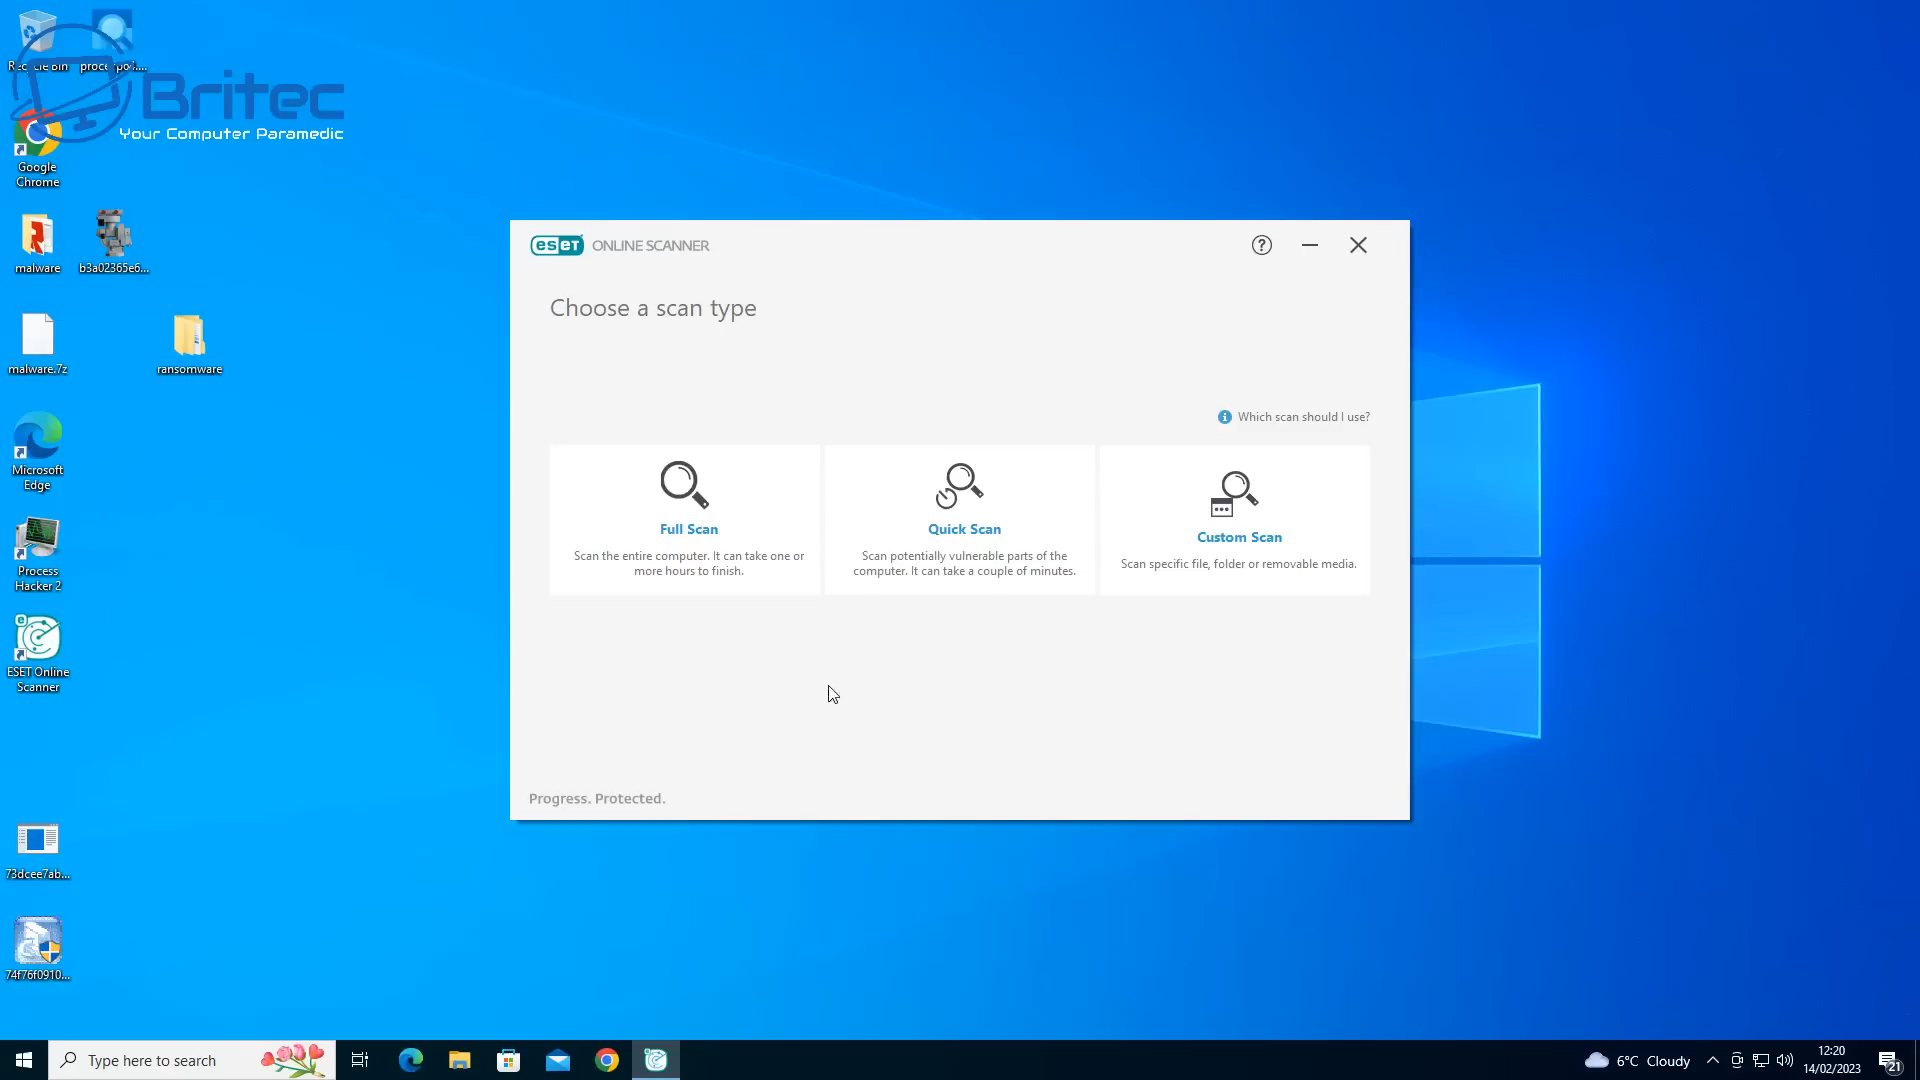 Recycle Bin
procexp64....
Britec
Your Computer Paramedic
Google
Chrome
malware
b3a02365e6...
malware.7z
ransomware
Microsoft
Edge
Process
Hacker 2
ESET Online
Scanner
73dcee7ab...
74f76f0910...
eset ONLINE SCANNER
Choose a scan type
Which scan should I use?
Full Scan
Scan the entire computer. It can take one or
more hours to finish.
Quick Scan
Scan potentially vulnerable parts of the
computer. It can take a couple of minutes.
Custom Scan
Scan specific file, folder or removable media.
Progress. Protected.
Type here to search
6°C Cloudy
12:20
14/02/2023
21